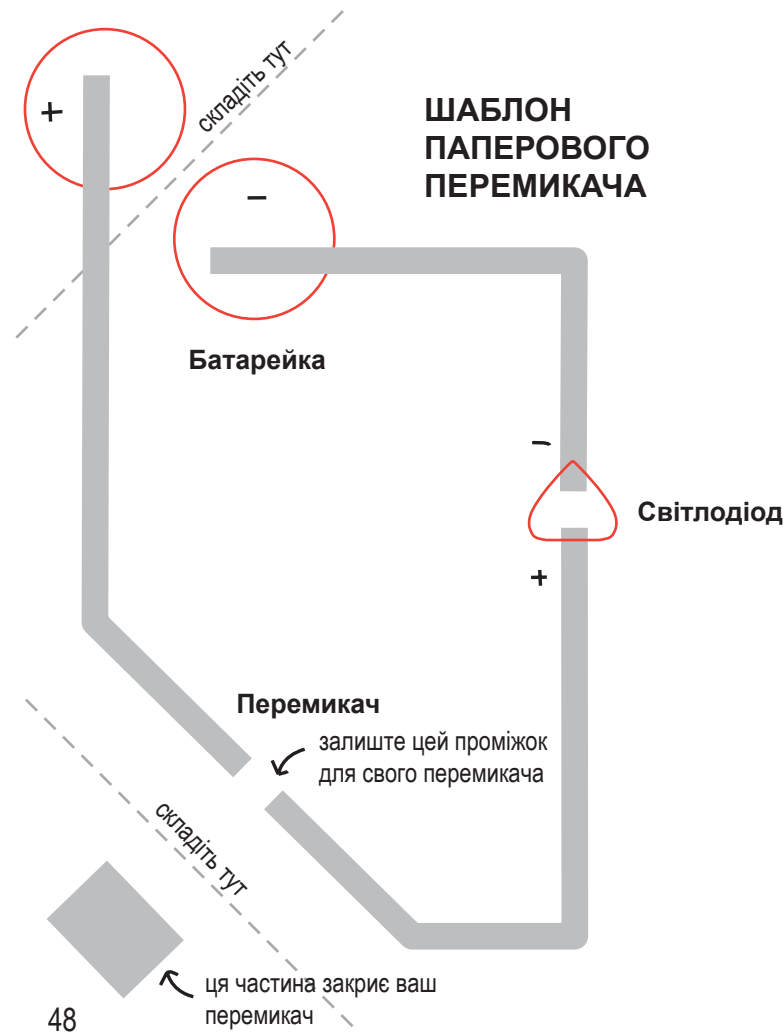 +
складіть тут
ШАБЛОН
ПАПЕРОВОГО
ПЕРЕМИКАЧА
–
Батарейка
–
Світлодіод
+
Перемикач
залиште цей проміжок
для свого перемикача
складіть тут
ця частина закриє ваш
перемикач
48